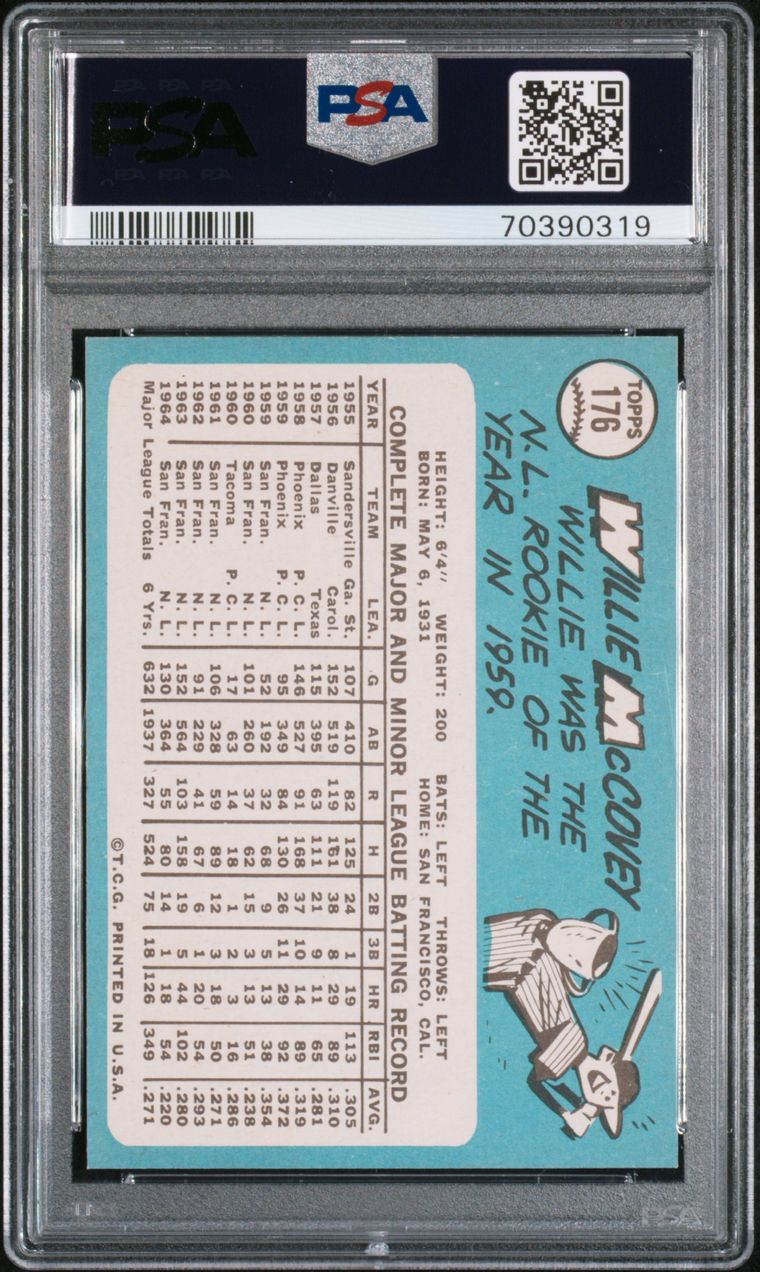 PSA
PSA PSA PSA
PSA
PSA PSA PSA
70390319
TOPPS
176
WILLIE McCOVEY
WILLIE WAS THE
N.L. ROOKIE OF THE
YEAR IN 1959.
HEIGHT: 6'4" WEIGHT: 200 BATS: LEFT THROWS: LEFT
BORN: MAY 6, 1931 HOME: SAN FRANCISCO, CAL.
COMPLETE MAJOR AND MINOR LEAGUE BATTING RECORD
YEAR TEAM LEA. G AB R H 2B 3B HR RBI AVG.
1955 Sandersville Ga. St. 107 410 82 125 24 1 19 113 .305
1956 Danville Carol. 152 519 119 161 38 8 29 89 .310
1957 Dallas Texas 115 395 63 111 21 9 11 65 .281
1958 Phoenix P. C. L. 146 527 91 168 37 10 14 89 .319
1959 Phoenix P. C. L. 95 349 84 130 26 11 29 92 .372
1959 San Fran. N. L. 52 192 32 68 9 5 13 38 .354
1960 San Fran. N. L. 101 260 37 62 15 3 13 51 .238
1960 Tacoma P. C. L. 17 63 14 18 1 2 3 16 .286
1961 San Fran. N. L. 106 328 59 89 12 3 18 50 .271
1962 San Fran. N. L. 91 229 41 67 6 1 20 54 .293
1963 San Fran. N. L. 152 564 103 158 19 5 44 102 .280
1964 San Fran. N. L. 130 364 55 80 14 1 18 54 .220
Major League Totals 6 Yrs. 632 1937 327 524 75 18 126 349 .271
©T.C.G. PRINTED IN U.S.A.
PSA